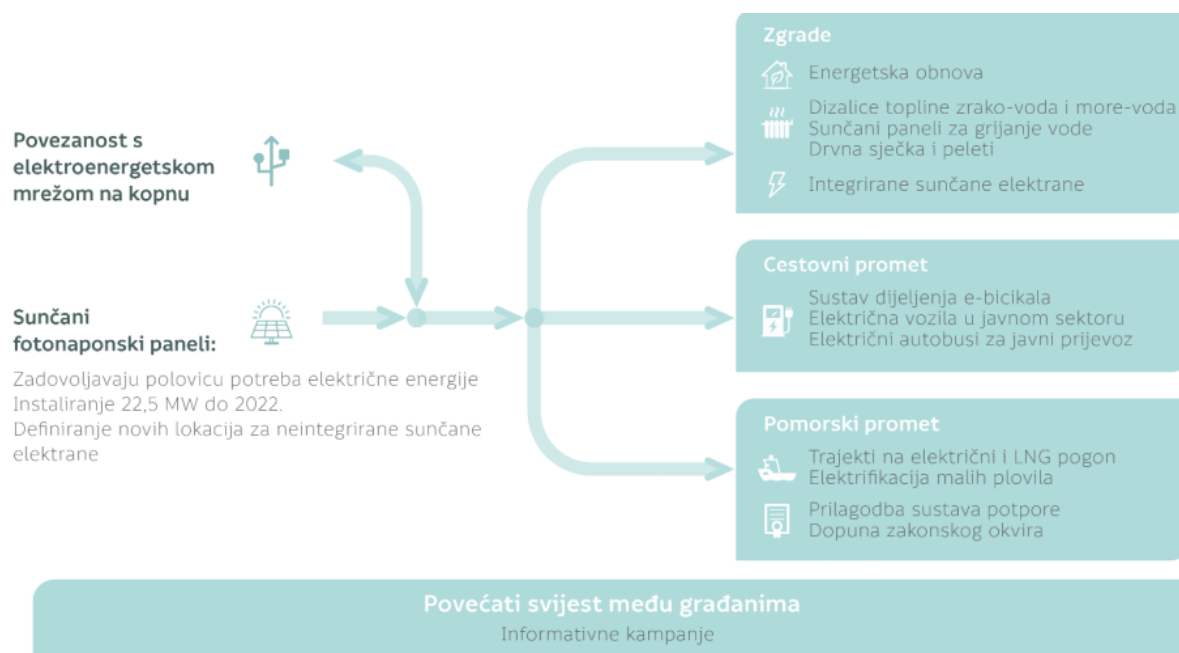 Povezanost s
elektroenergetskom
mrežom na kopnu
Sunčani
fotonaponski paneli:
Zadovoljavaju polovicu potreba električne energije
Instaliranje 22,5 MW do 2022.
Definiranje novih lokacija za neintegrirane sunčane
elektrane
Zgrade
Energetska obnova
Dizalice topline zrako-voda i more-voda
Sunčani paneli za grijanje vode
Drvna sječka i peleti
Integrirane sunčane elektrane
Cestovni promet
Sustav dijeljenja e-bicikala
Električna vozila u javnom sektoru
Električni autobusi za javni prijevoz
Pomorski promet
Trajekti na električni i LNG pogon
Elektrifikacija malih plovila
Prilagodba sustava potpore
Dopuna zakonskog okvira
Povećati svijest među građanima
Informativne kampanje